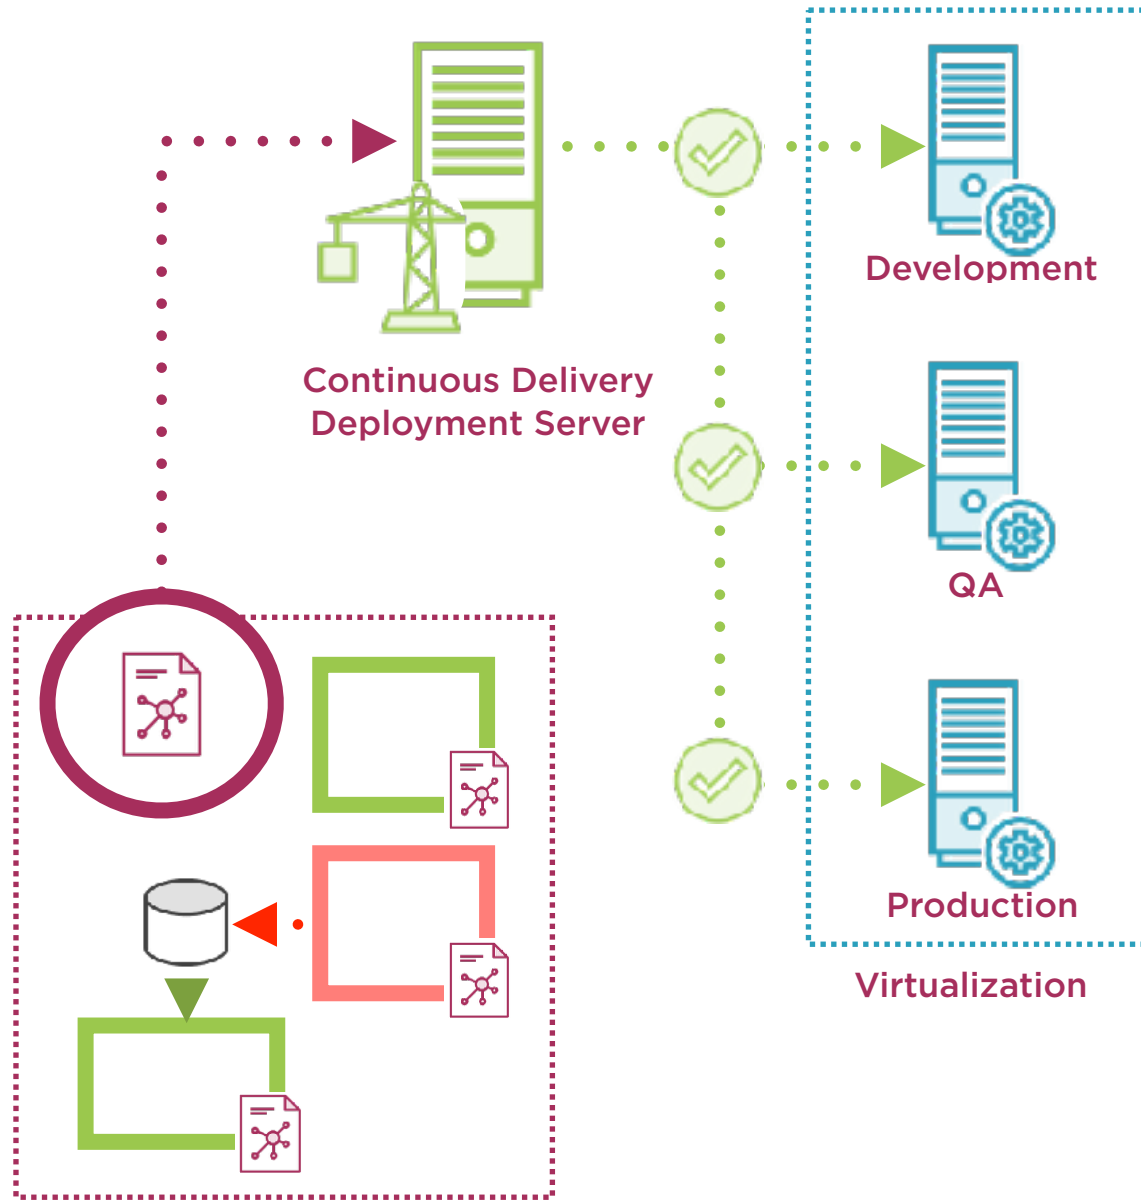 Development
Continuous Delivery
Deployment Server
QA
Production
Virtualization